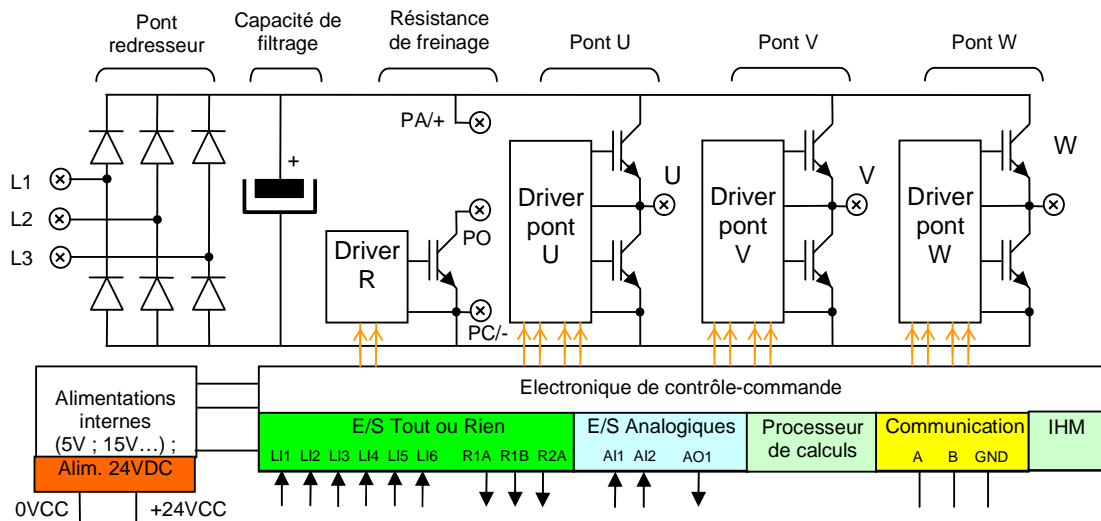 Pont
redresseur
Capacité de
filtrage
Résistance
de freinage
Pont U
Pont V
Pont W
PA/+
+
L1
L2
L3
PO
PC/-
Driver
R
Driver
pont
U
U
Driver
pont
V
V
Driver
pont
W
W
Alimentations
internes
(5V ; 15V…) ;
Alim. 24VDC
0VCC
+24VCC
Electronique de contrôle-commande
E/S Tout ou Rien
LI1 LI2 LI3 LI4 LI5 LI6 R1A R1B R2A
E/S Analogiques
AI1 AI2 AO1
Processeur
de calculs
Communication
A B GND
IHM